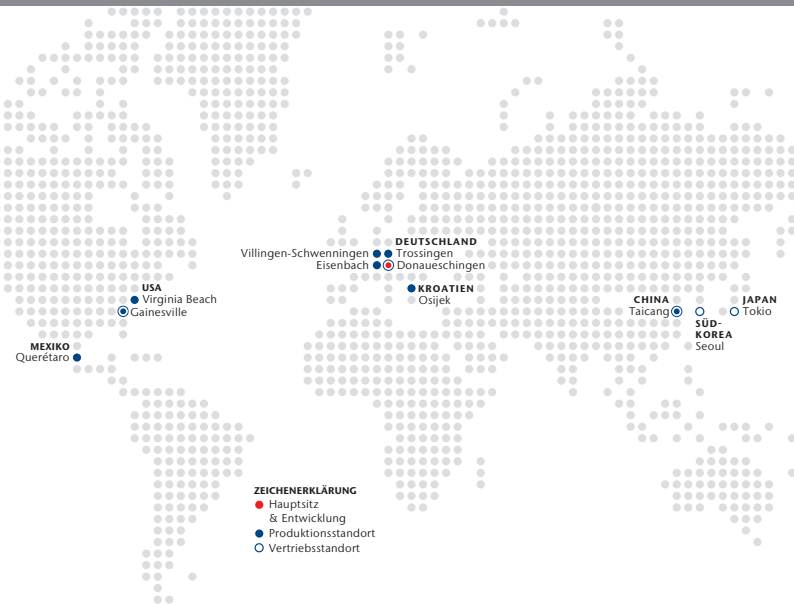 DEUTSCHLAND
Villingen-Schwenningen Trossingen
Eisenbach Donaueschingen
KROATIEN
Osijek
USA
Virginia Beach
Gainesville
MEXIKO
Querétaro
CHINA
Taicang
SÜD-
KOREA
Seoul
JAPAN
Tokio
ZEICHENERKLÄRUNG
Hauptsitz
& Entwicklung
Produktionsstandort
Vertriebsstandort